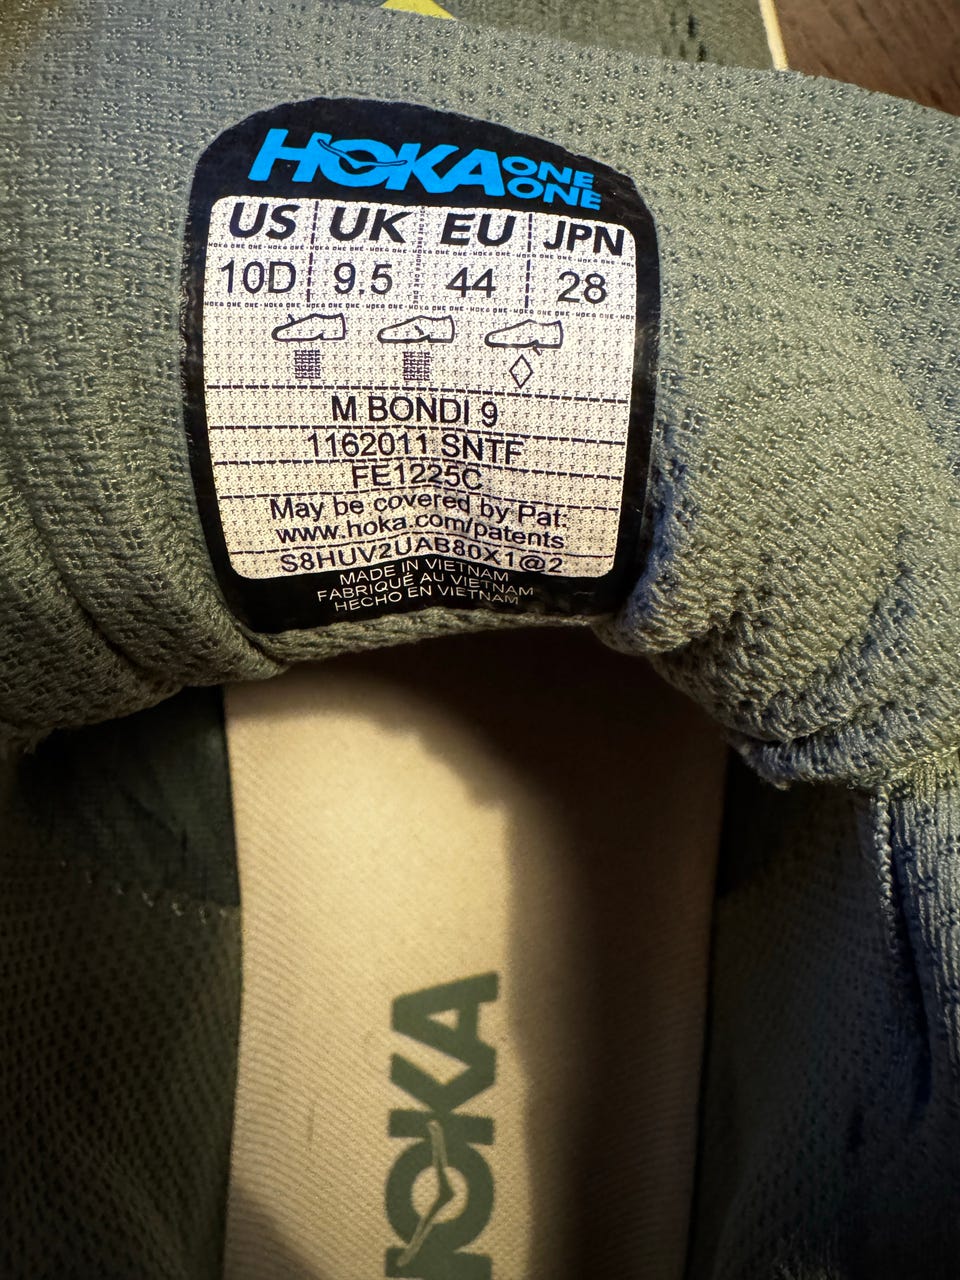 HOKA ONE ONE
US UK EU JPN
10D 9.5 44 28
M BONDI 9
1162011 SNTF
FE1225C
May be covered by Pat:
www.hoka.com/patents
S8HUV2UAB80X1@2
MADE IN VIETNAM
FABRIQUÉ AU VIETNAM
HECHO EN VIETNAM
HOKA